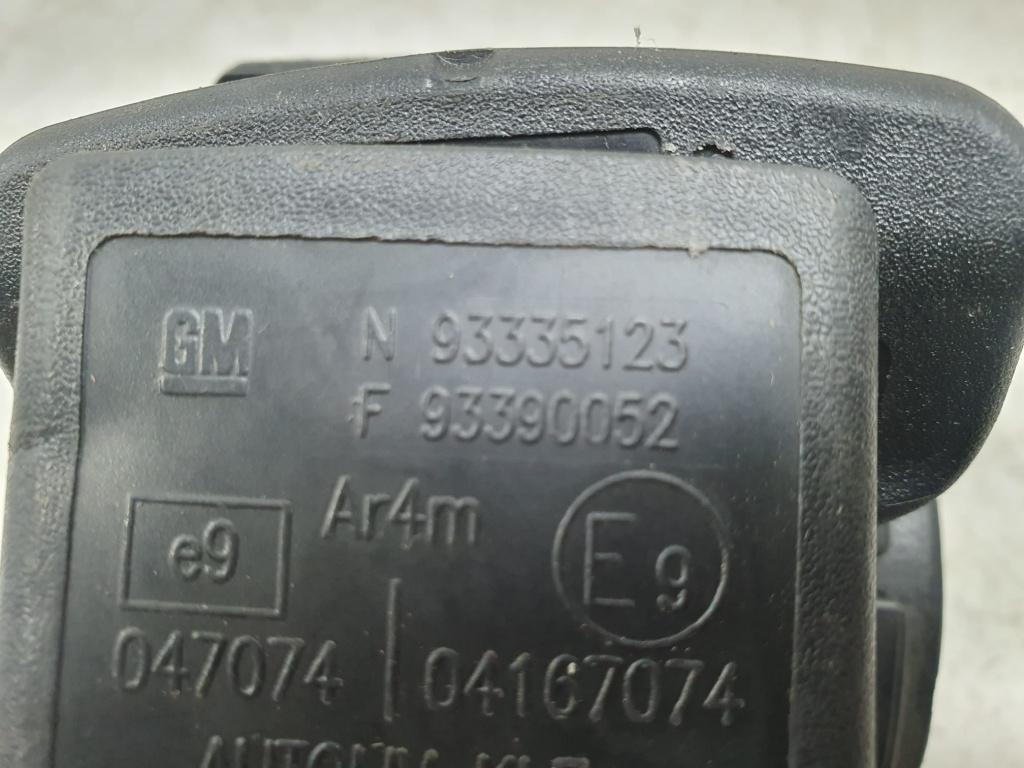 GM N 93335123
F 93390052
e9 Ar4m E9
047074 | 04167074